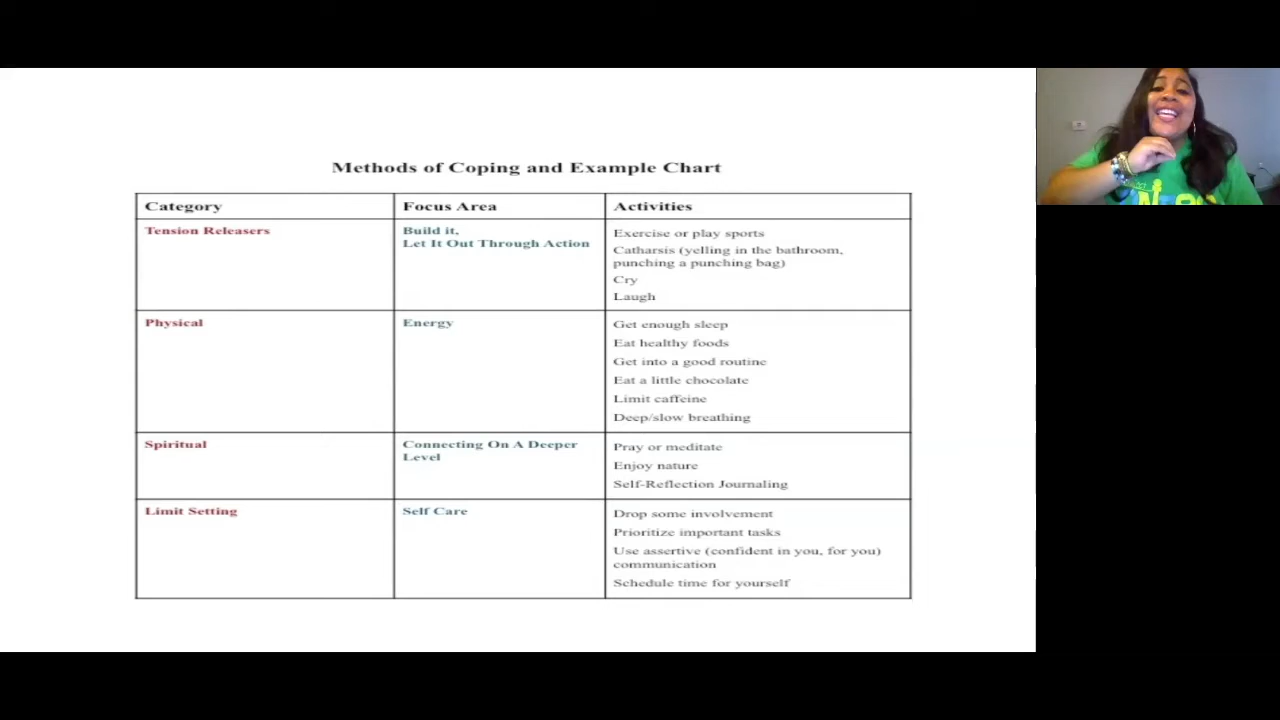 Methods of Coping and Example Chart
Category Focus Area Activities
Tension Releasers
Build it,
Let It Out Through Action
Exercise or play sports
Catharsis (yelling in the bathroom,
punching a punching bag)
Cry
Laugh
Physical
Energy
Get enough sleep
Eat healthy foods
Get into a good routine
Eat a little chocolate
Limit caffeine
Deep/slow breathing
Spiritual
Connecting On A Deeper
Level
Pray or meditate
Enjoy nature
Self-Reflection Journaling
Limit Setting
Self Care
Drop some involvement
Prioritize important tasks
Use assertive (confident in you, for you)
communication
Schedule time for yourself